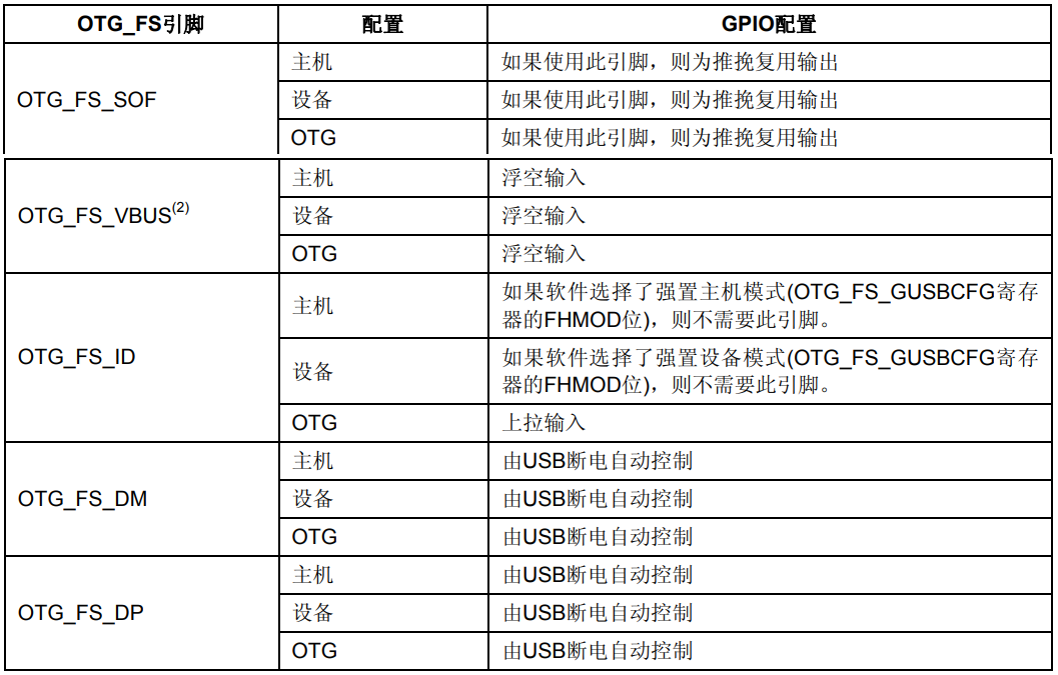 OTG_FS引脚 配置 GPIO配置
OTG_FS_SOF
主机 如果使用此引脚，则为推挽复用输出
设备 如果使用此引脚，则为推挽复用输出
OTG 如果使用此引脚，则为推挽复用输出
OTG_FS_VBUS(2)
主机 浮空输入
设备 浮空输入
OTG 浮空输入
OTG_FS_ID
主机 如果软件选择了强置主机模式(OTG_FS_GUSBCFG寄存
器的FHMOD位)，则不需要此引脚。
设备 如果软件选择了强置设备模式(OTG_FS_GUSBCFG寄存
器的FHMOD位)，则不需要此引脚。
OTG 上拉输入
OTG_FS_DM
主机 由USB断电自动控制
设备 由USB断电自动控制
OTG 由USB断电自动控制
OTG_FS_DP
主机 由USB断电自动控制
设备 由USB断电自动控制
OTG 由USB断电自动控制